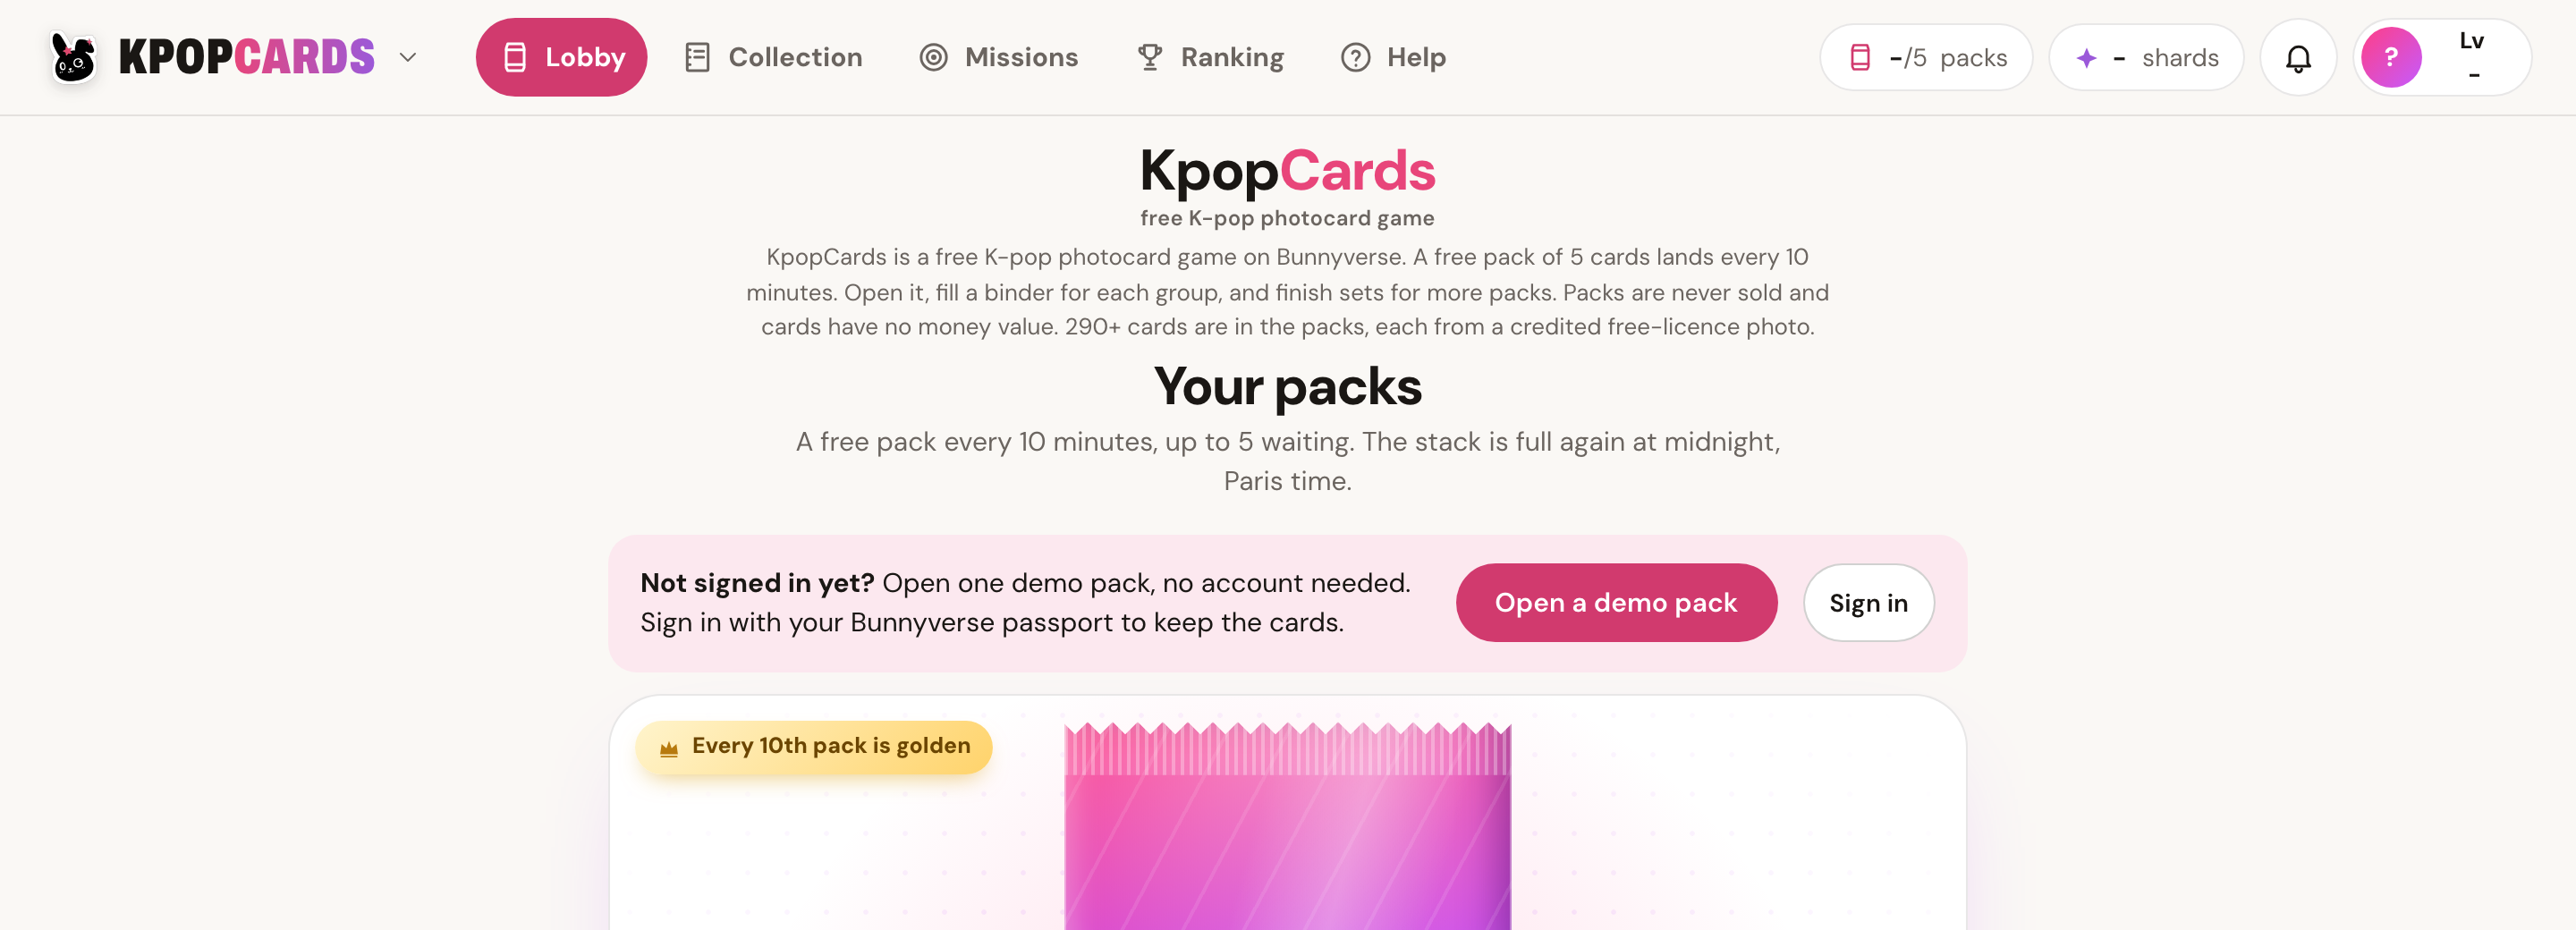 KPOPCARDS
Lobby
Collection
Missions
Ranking
Help
-/5 packs
- shards
?
Lv
-
KpopCards
free K-pop photocard game
KpopCards is a free K-pop photocard game on Bunnyverse. A free pack of 5 cards lands every 10
minutes. Open it, fill a binder for each group, and finish sets for more packs. Packs are never sold and
cards have no money value. 290+ cards are in the packs, each from a credited free-licence photo.
Your packs
A free pack every 10 minutes, up to 5 waiting. The stack is full again at midnight,
Paris time.
Not signed in yet? Open one demo pack, no account needed.
Sign in with your Bunnyverse passport to keep the cards.
Open a demo pack
Sign in
Every 10th pack is golden